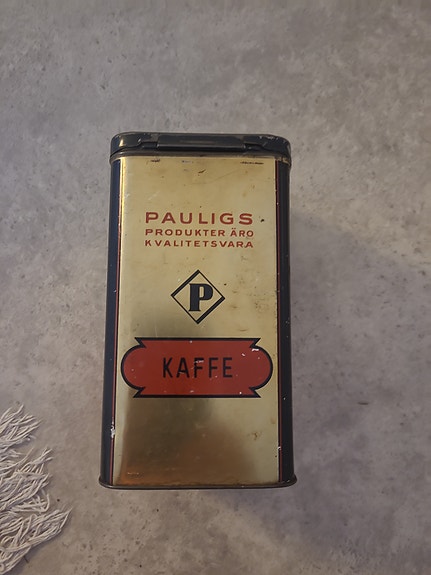 PAULIGS
PRODUKTER ÄRO
KVALITETSVARA
P
KAFFE